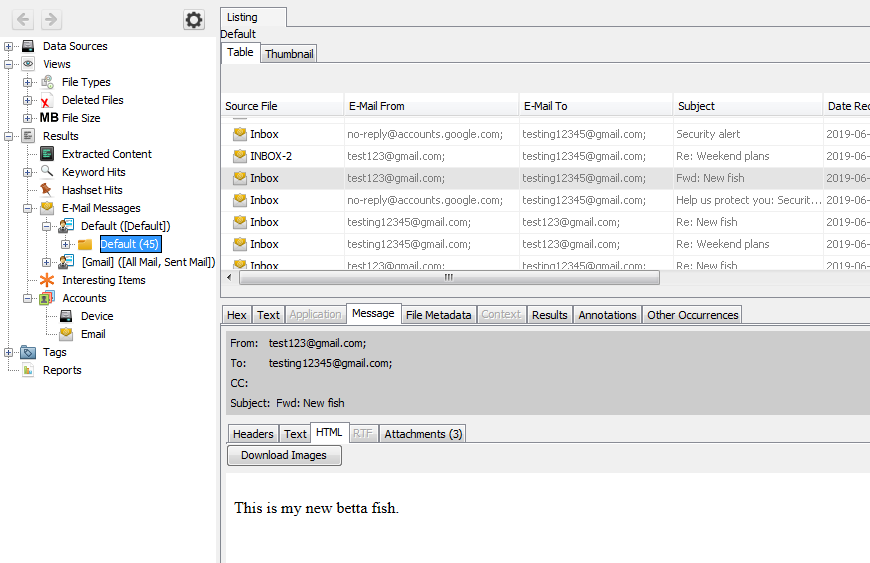 Data Sources
Views
File Types
Deleted Files
MB File Size
Results
Extracted Content
Keyword Hits
Hashset Hits
E-Mail Messages
Default ([Default])
Default (45)
[Gmail] ([All Mail, Sent Mail])
Interesting Items
Accounts
Device
Email
Tags
Reports
Listing
Default
Table Thumbnail
Source File E-Mail From E-Mail To Subject Date Rec
Inbox no-reply@accounts.google.com; testing12345@gmail.com; Security alert 2019-06-
INBOX-2 test123@gmail.com; testing12345@gmail.com; Re: Weekend plans 2019-06-
Inbox test123@gmail.com; testing12345@gmail.com; Fwd: New fish 2019-06-
Inbox no-reply@accounts.google.com; testing12345@gmail.com; Help us protect you: Securit... 2019-06-
Inbox testing12345@gmail.com; testing12345@gmail.com; Re: New fish 2019-06-
Inbox testing12345@gmail.com; testing12345@gmail.com; Re: Weekend plans 2019-06-
Inbox testing12345@gmail.com; testing12345@gmail.com; Re: New fish 2019-06-
Hex Text Application Message File Metadata Context Results Annotations Other Occurrences
From: test123@gmail.com;
To: testing12345@gmail.com;
CC:
Subject: Fwd: New fish
Headers Text HTML RTF Attachments (3)
Download Images
This is my new betta fish.